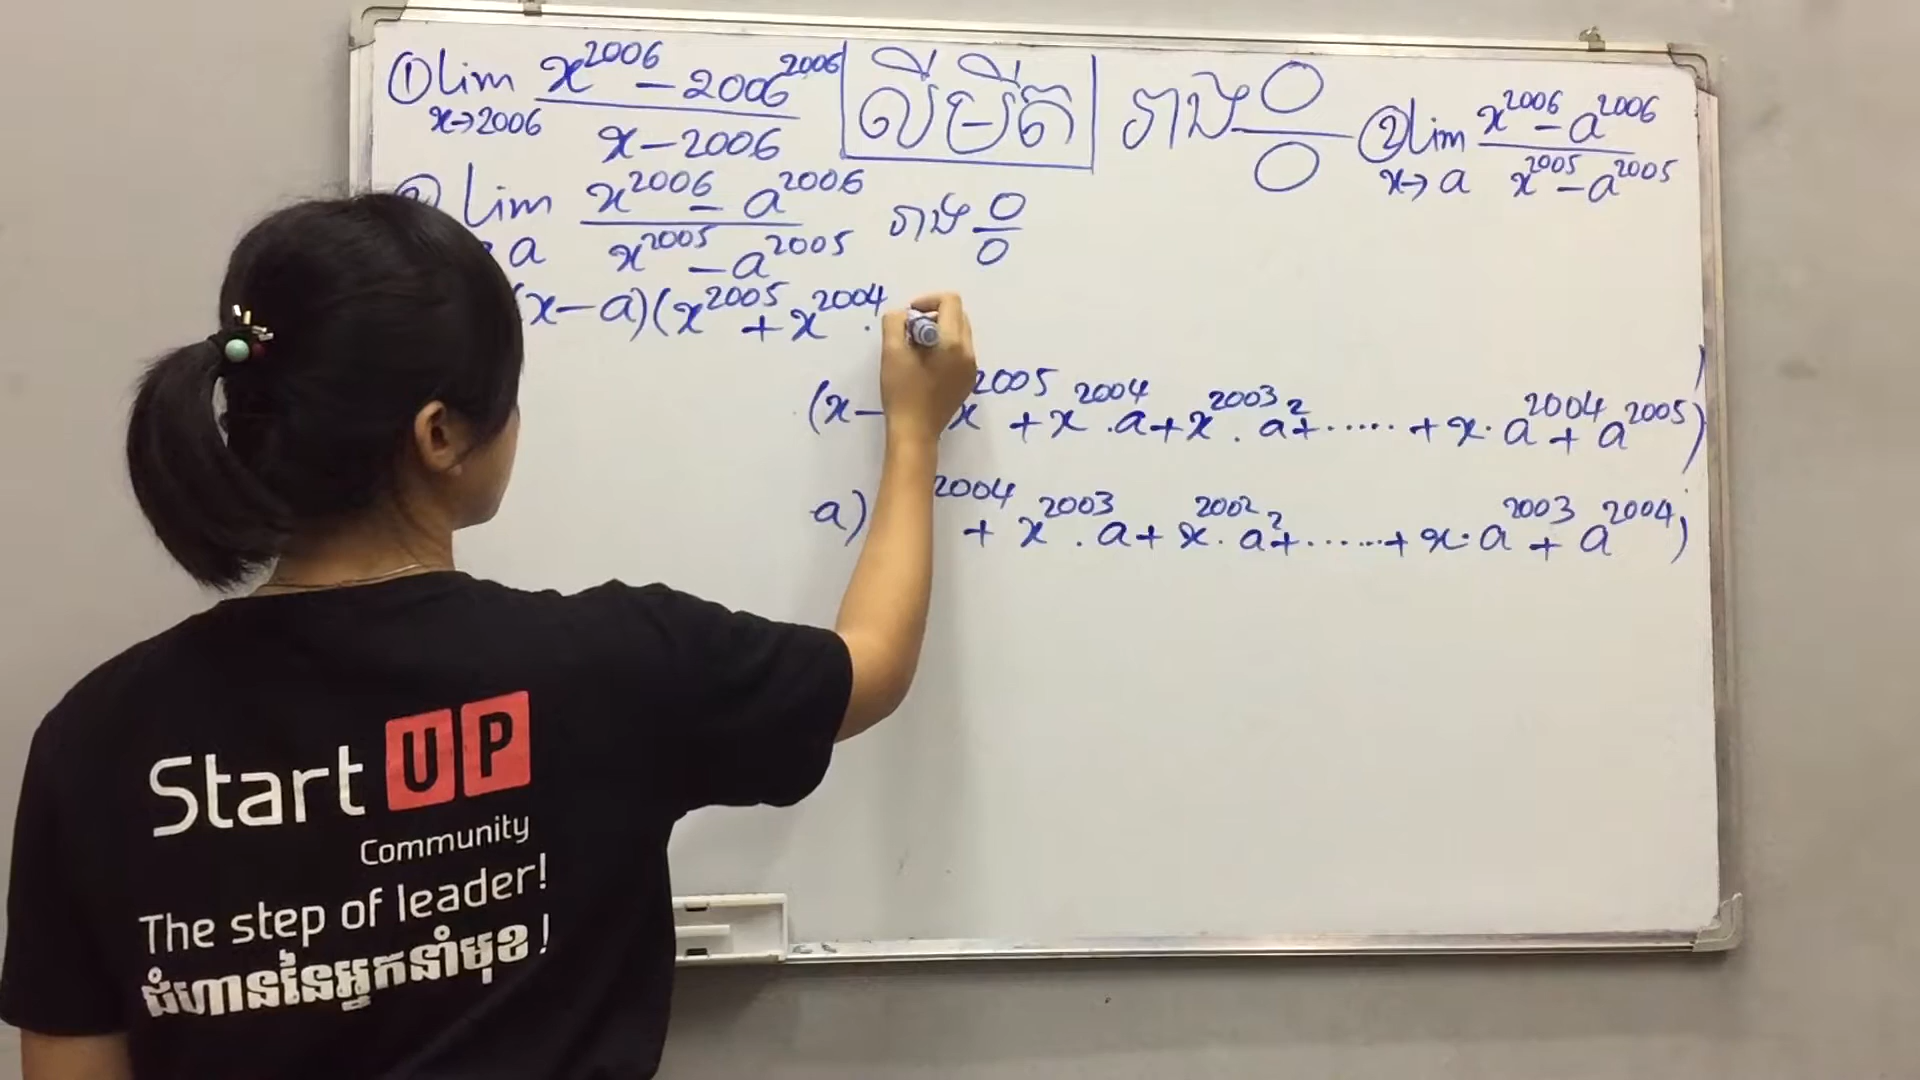 ① lim x→2006 (x^2006 − 2006^2006)/(x − 2006)
លីមីត
រាង 0/0
② lim x→a (x^2006 − a^2006)/(x^2005 − a^2005)
② lim a (x^2006 − a^2006)/(x^2005 − a^2005) រាង 0/0
(x − a)(x^2005 + x^2004 .
(x − x^2005 + x^2004 . a + x^2003 . a^2 + ...... + x . a^2004 + a^2005)
a) 2004 + x^2003 . a + x^2002 . a^2 + ...... + x . a^2003 + a^2004)
Start UP
Community
The step of leader!
ជំហាននៃអ្នកនាំមុខ!